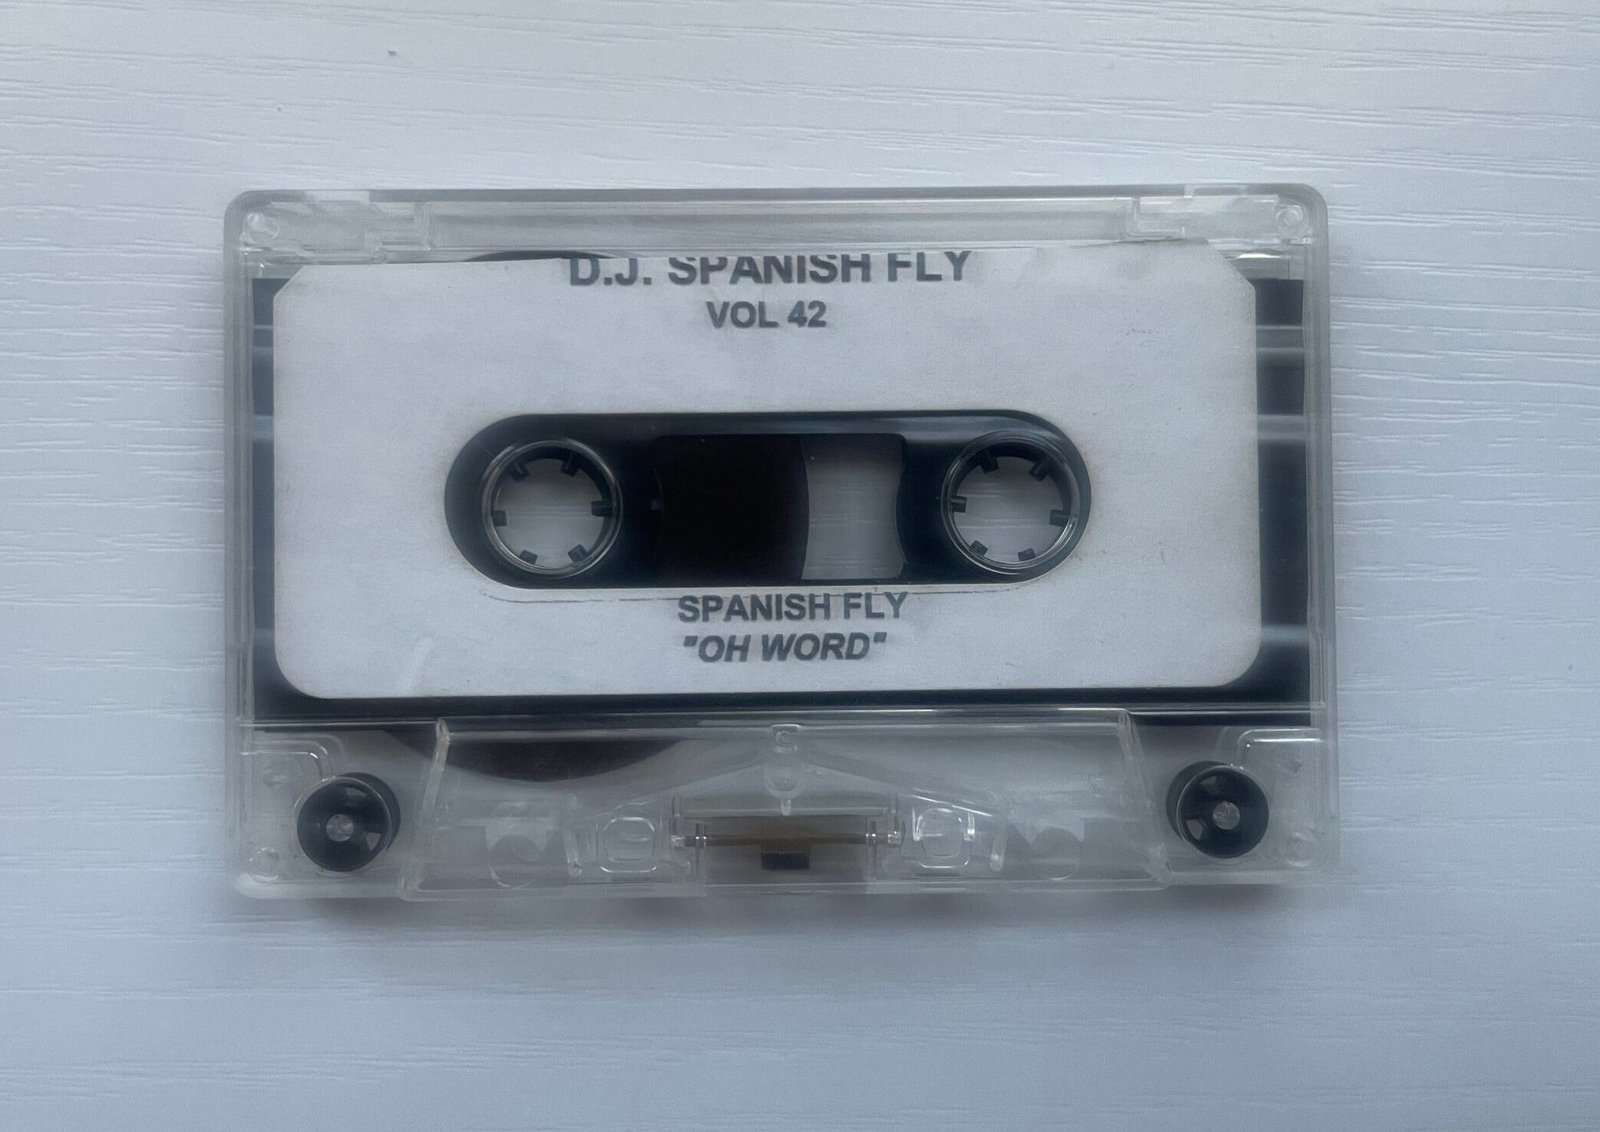 D.J. SPANISH FLY
VOL 42
SPANISH FLY
"OH WORD"